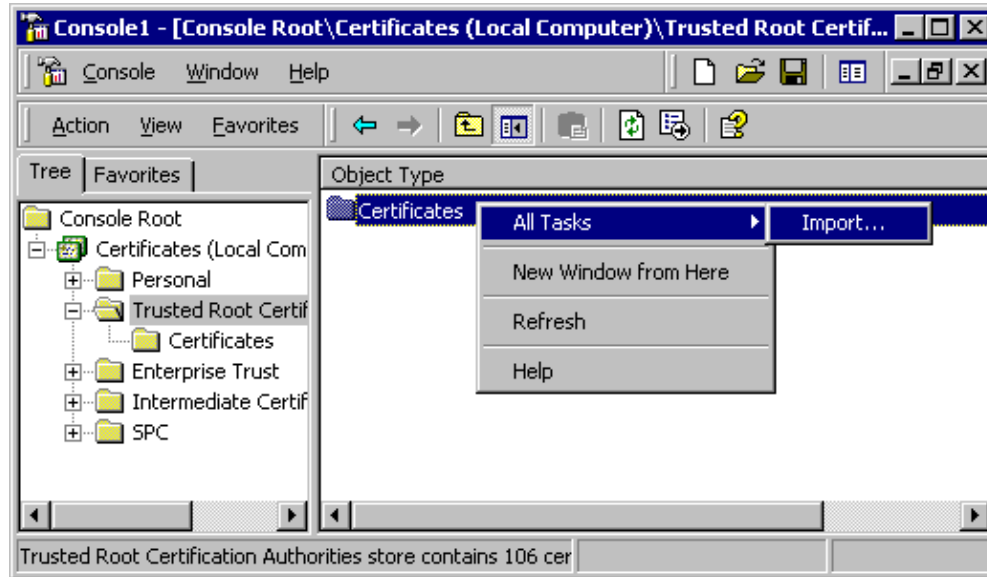 Console1 - [Console Root\Certificates (Local Computer)\Trusted Root Certif...
Console Window Help
Action View Favorites
Tree Favorites
Object Type
Console Root
Certificates (Local Com
Personal
Trusted Root Certif
Certificates
Enterprise Trust
Intermediate Certif
SPC
Certificates
All Tasks
Import...
New Window from Here
Refresh
Help
Trusted Root Certification Authorities store contains 106 cer